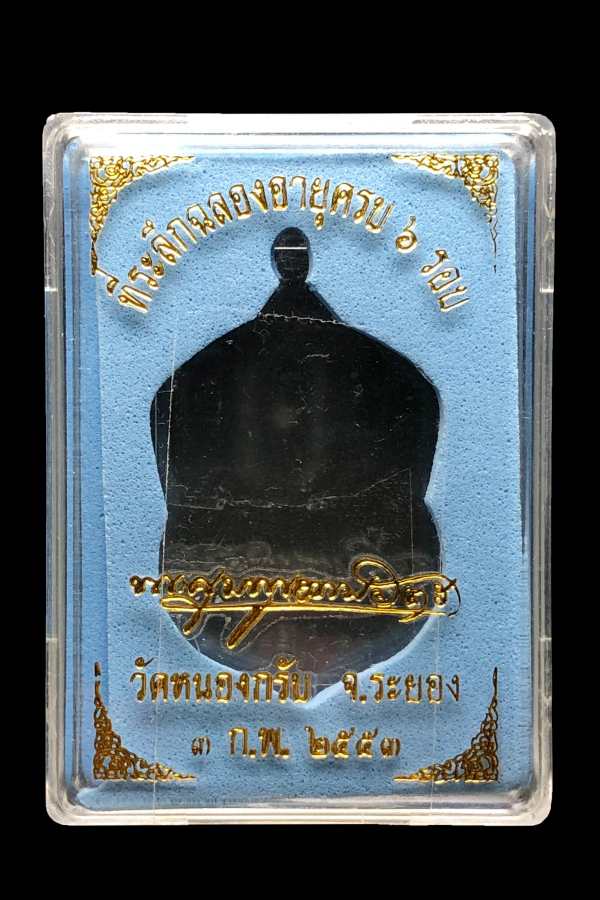 ที่ระลึกฉลองอายุครบ ๖ รอบ
วัดหนองกรับ จ.ระยอง
๓ ก.พ. ๒๕๕๓